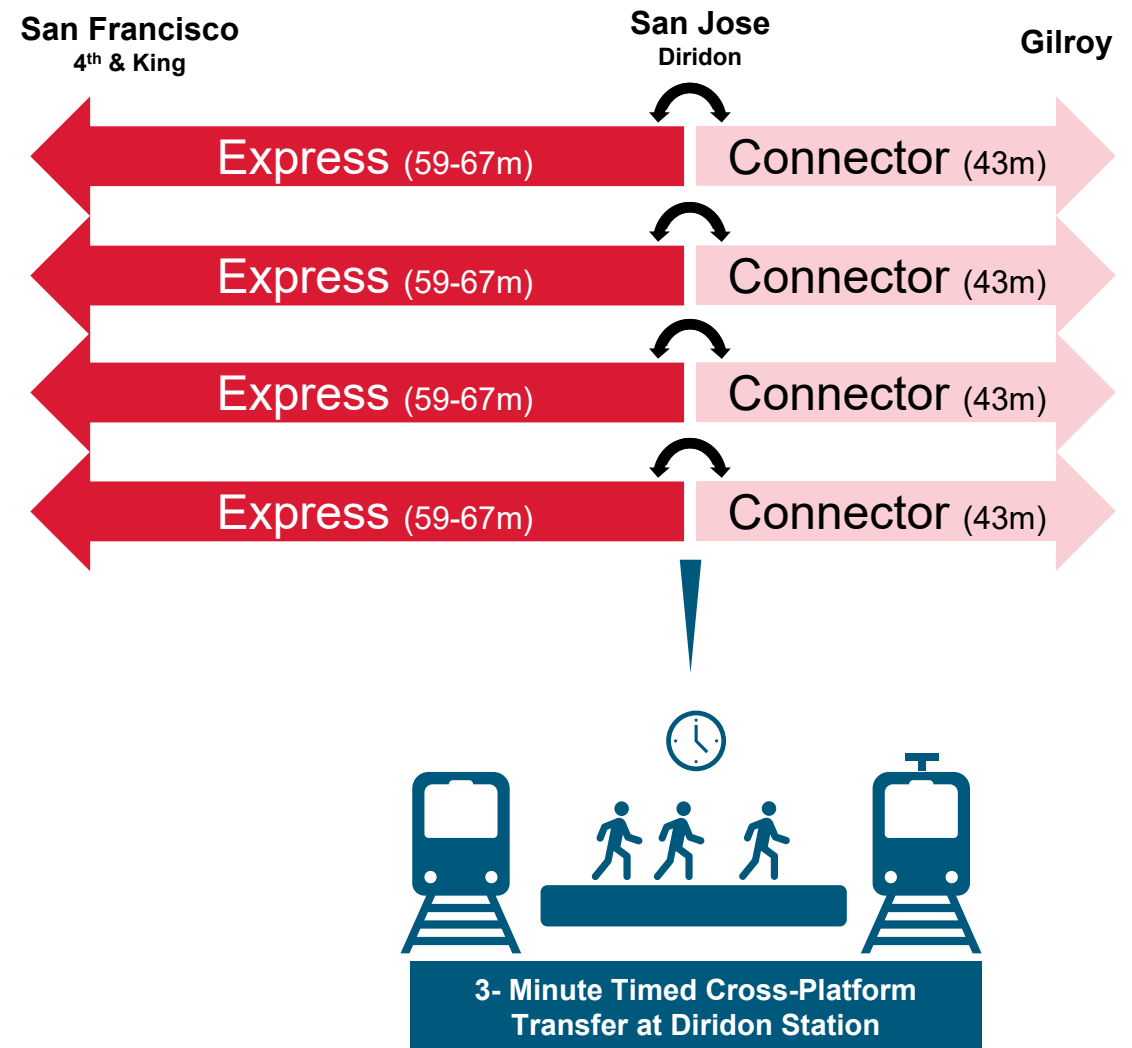 San Francisco
4th & King
San Jose
Diridon
Gilroy
Express (59-67m)
Connector (43m)
Express (59-67m)
Connector (43m)
Express (59-67m)
Connector (43m)
Express (59-67m)
Connector (43m)
3- Minute Timed Cross-Platform
Transfer at Diridon Station